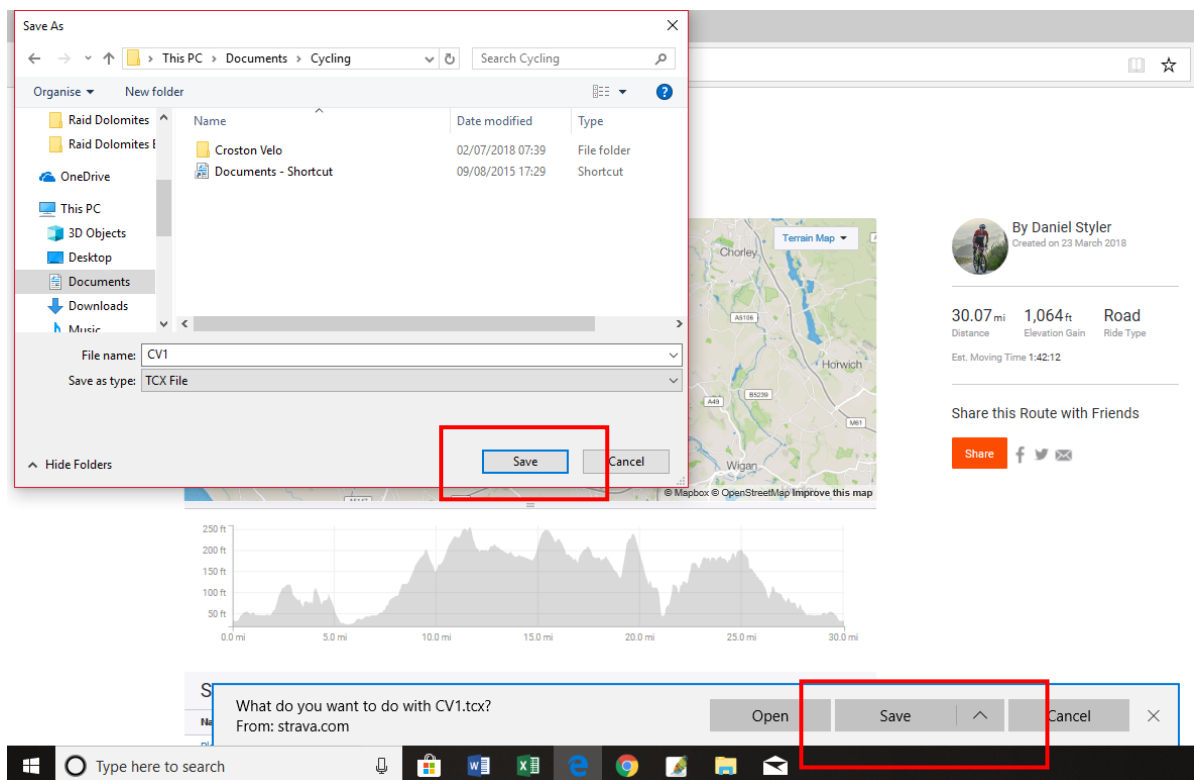 Save As
This PC > Documents > Cycling
Search Cycling
Organise
New folder
?
Raid Dolomites
Raid Dolomites
OneDrive
This PC
3D Objects
Desktop
Documents
Downloads
Music
Name Date modified Type
Croston Velo 02/07/2018 07:39 File folder
Documents - Shortcut 09/08/2015 17:29 Shortcut
File name: CV1
Save as type: TCX File
Hide Folders
Save
Cancel
Terrain Map
Chorley
A5106
Horwich
A49
B5239
M61
Wigan
© Mapbox © OpenStreetMap Improve this map
By Daniel Styler
Created on 23 March 2018
30.07 mi 1,064 ft Road
Distance Elevation Gain Ride Type
Est. Moving Time 1:42:12
Share this Route with Friends
Share
250 ft
200 ft
150 ft
100 ft
50 ft
0.0 mi 5.0 mi 10.0 mi 15.0 mi 20.0 mi 25.0 mi 30.0 mi
What do you want to do with CV1.tcx?
From: strava.com
Open
Save
Cancel
Type here to search